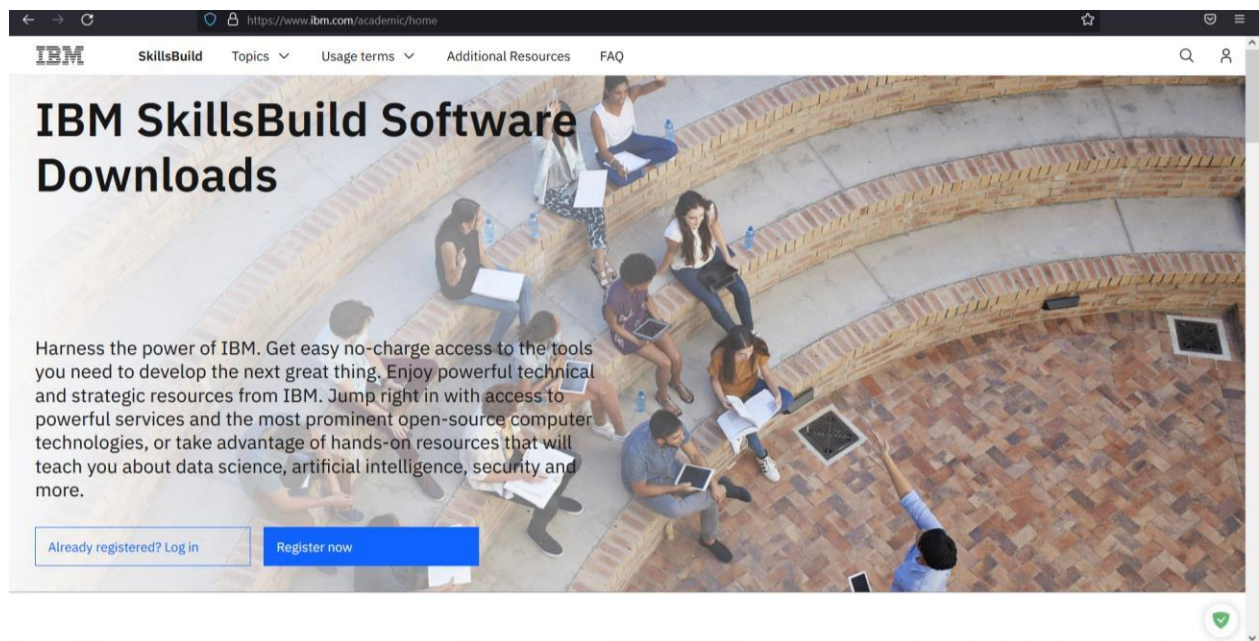 https://www.ibm.com/academic/home
IBM SkillsBuild Topics Usage terms Additional Resources FAQ
IBM SkillsBuild Software
Downloads
Harness the power of IBM. Get easy no-charge access to the tools
you need to develop the next great thing. Enjoy powerful technical
and strategic resources from IBM. Jump right in with access to
powerful services and the most prominent open-source computer
technologies, or take advantage of hands-on resources that will
teach you about data science, artificial intelligence, security and
more.
Already registered? Log in Register now